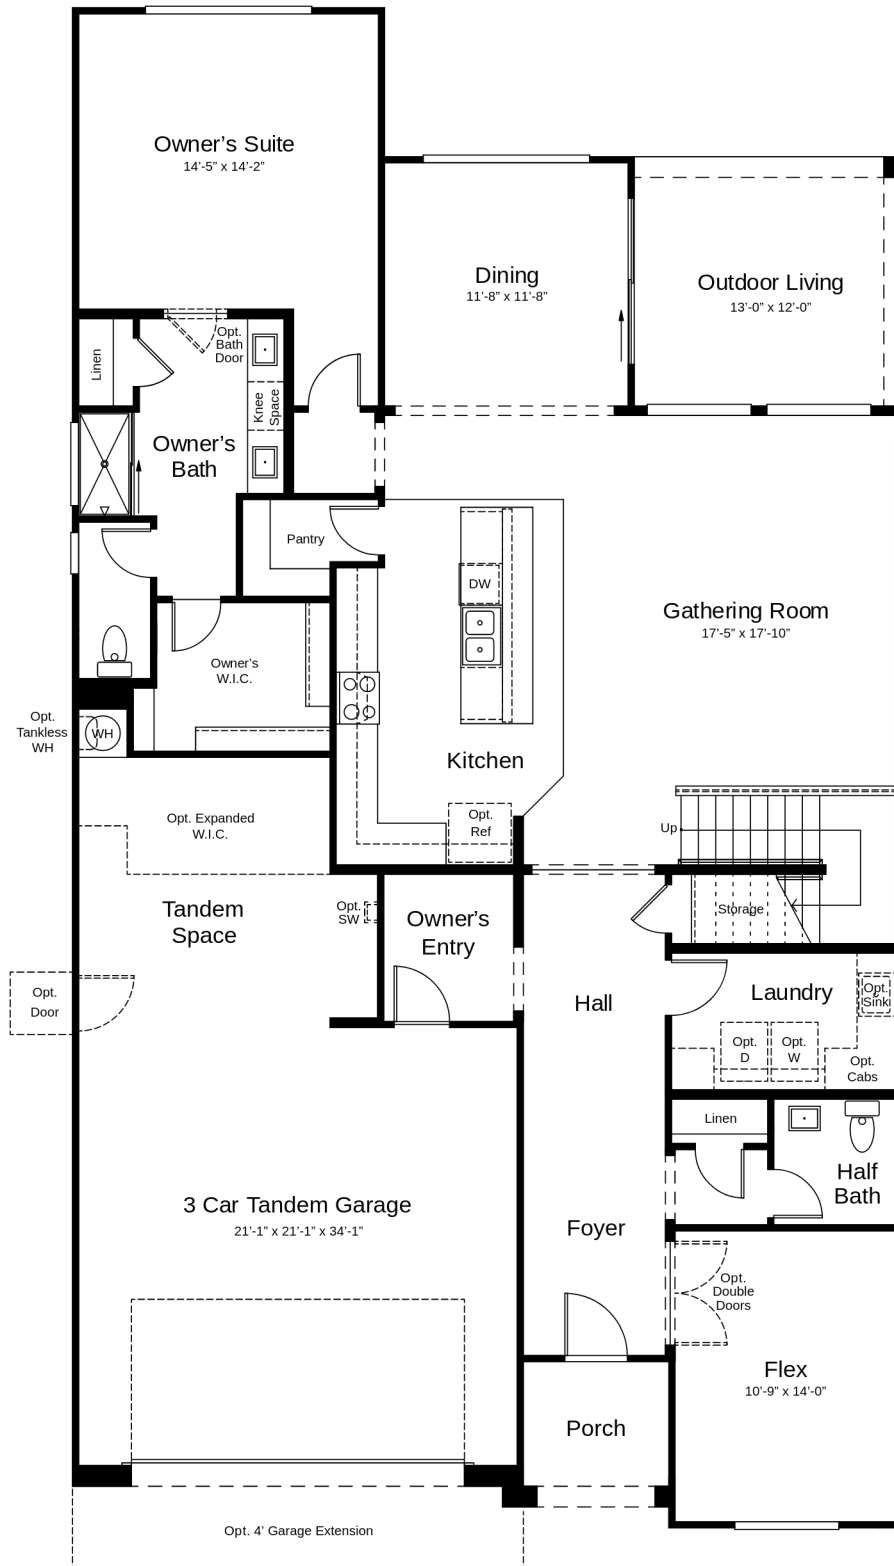 Owner’s Suite
14’-5” x 14’-2”
Dining
11’-8” x 11’-8”
Outdoor Living
13’-0” x 12’-0”
Opt.
Bath
Door
Linen
Knee
Space
Owner’s
Bath
Pantry
DW
Gathering Room
17’-5” x 17’-10”
Owner’s
W.I.C.
Opt.
Tankless
WH
WH
Kitchen
Opt.
Ref
Opt. Expanded
W.I.C.
Up
Tandem
Space
Opt.
SW
Owner’s
Entry
Storage
Opt.
Door
Hall
Laundry
Opt.
Sink
Opt.
D
Opt.
W
Opt.
Cabs
Linen
Half
Bath
3 Car Tandem Garage
21’-1” x 21’-1” x 34’-1”
Foyer
Opt.
Double
Doors
Flex
10’-9” x 14’-0”
Porch
Opt. 4’ Garage Extension